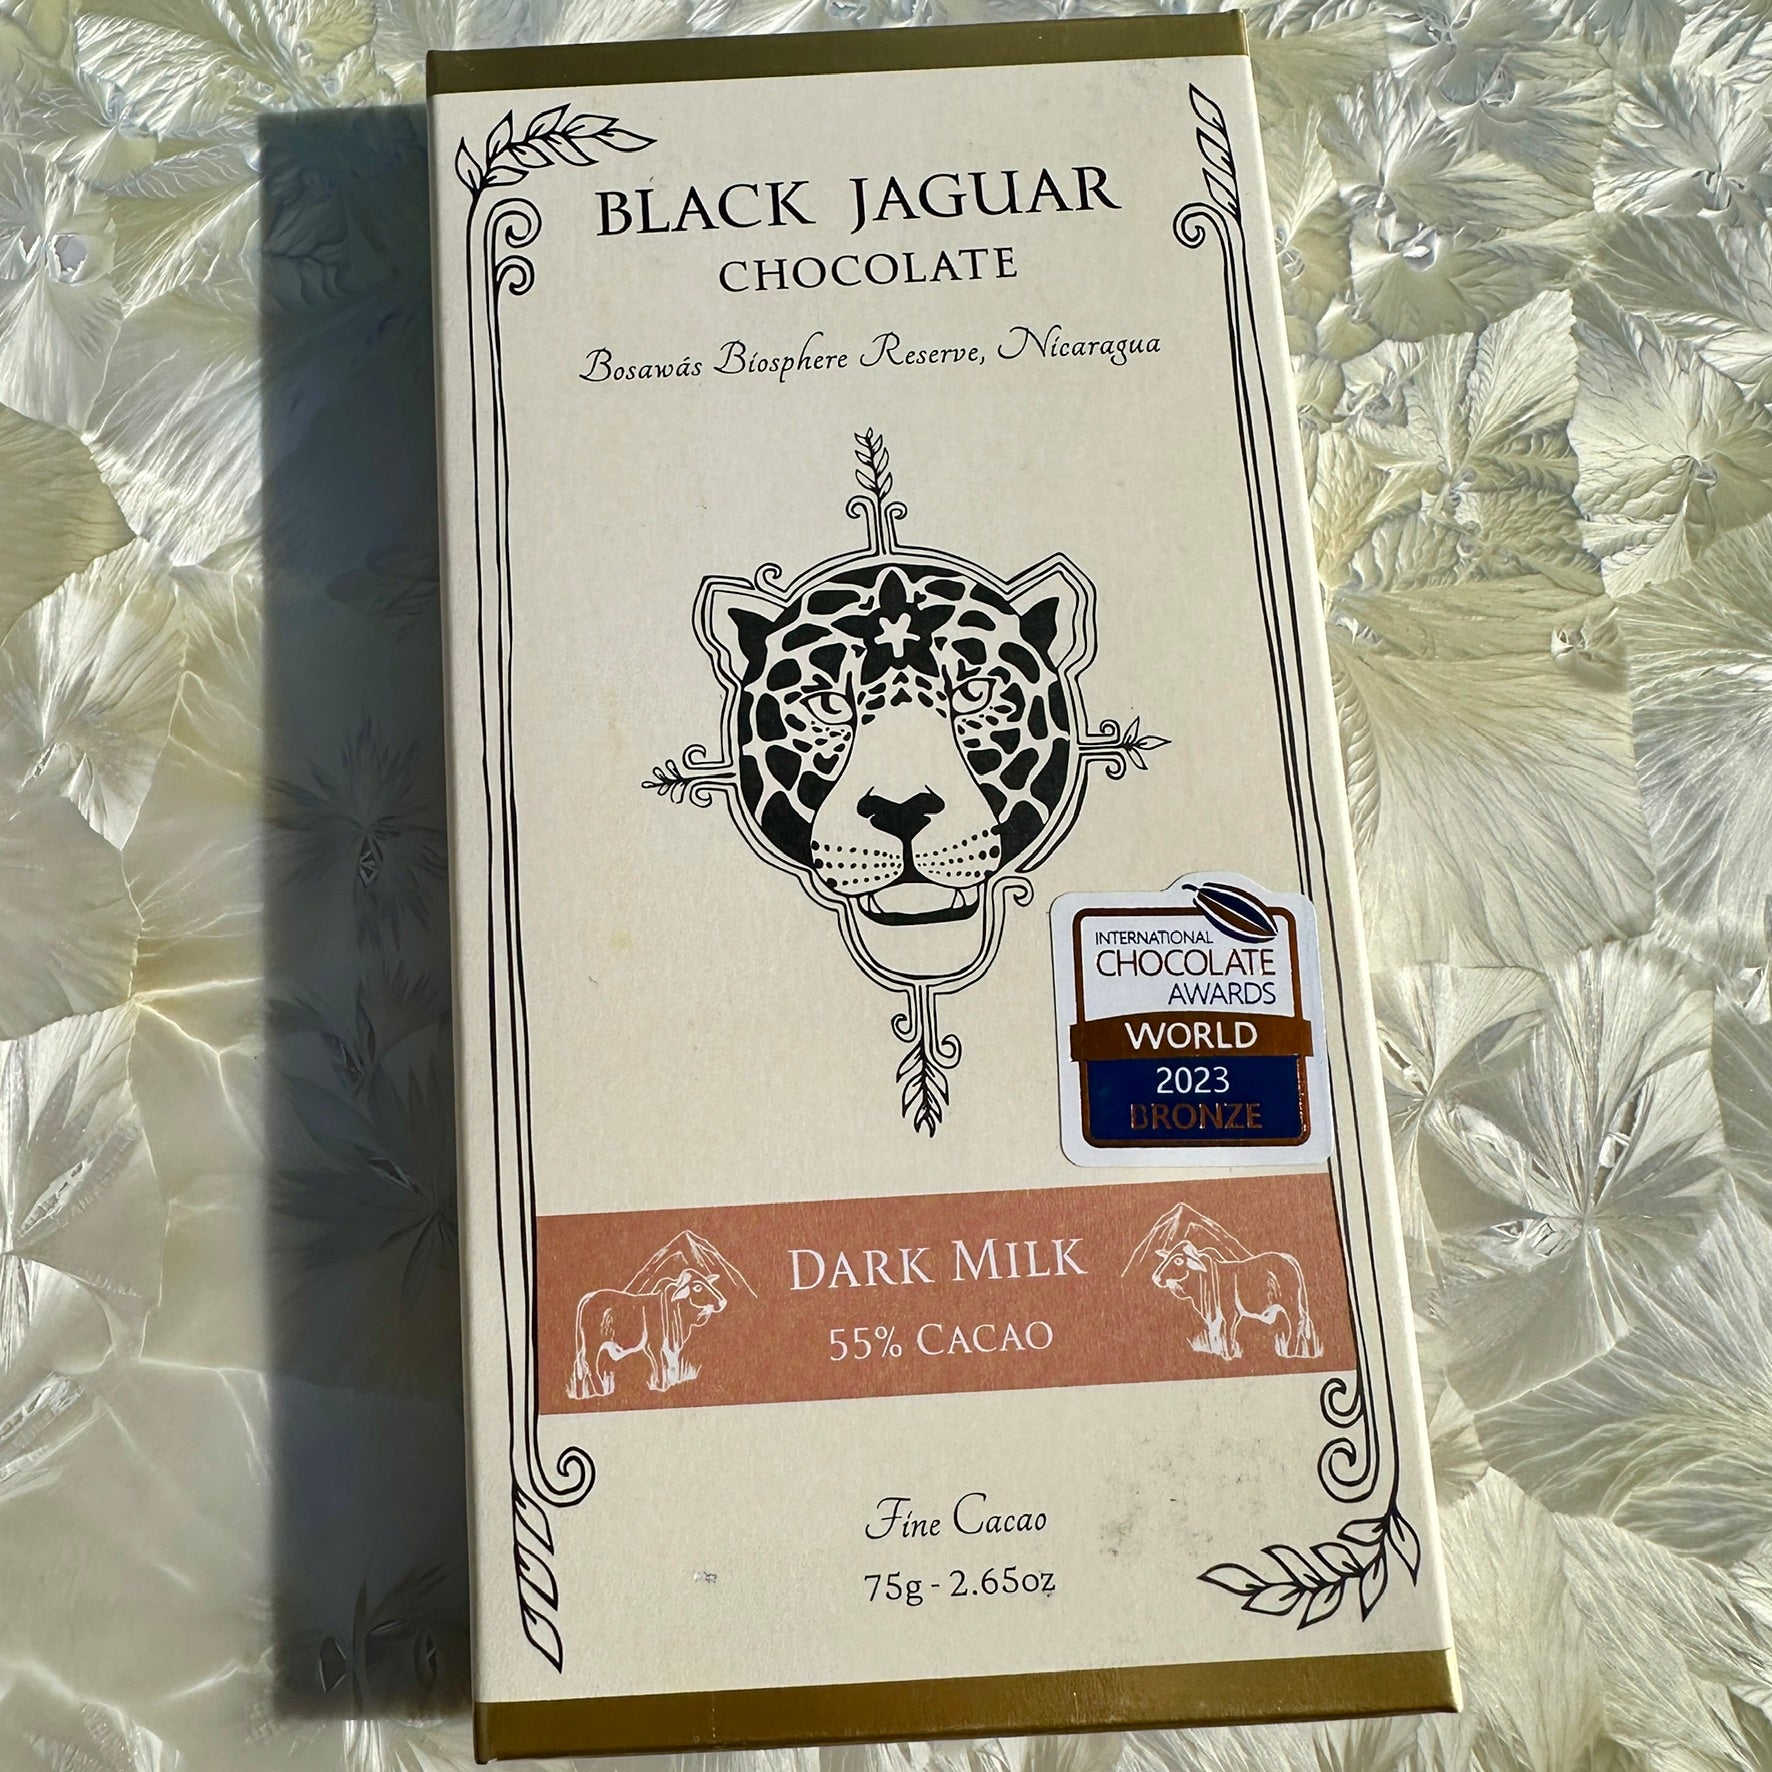 BLACK JAGUAR
CHOCOLATE
Bosawás Biosphere Reserve, Nicaragua
INTERNATIONAL
CHOCOLATE
AWARDS
WORLD
2023
BRONZE
DARK MILK
55% CACAO
Fine Cacao
75g - 2.65oz